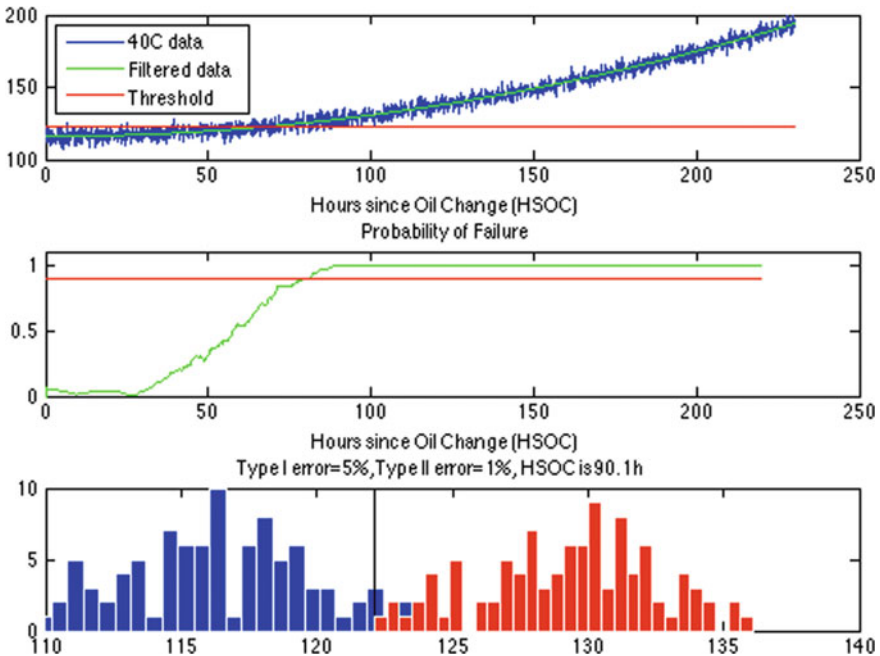 200
150
100
40C data
Filtered data
Threshold
0 50 100 150 200 250
Hours since Oil Change (HSOC)
Probability of Failure
1
0.5
0
0 50 100 150 200 250
Hours since Oil Change (HSOC)
Type I error=5%,Type II error=1%, HSOC is90.1h
10
5
0
110 115 120 125 130 135 140